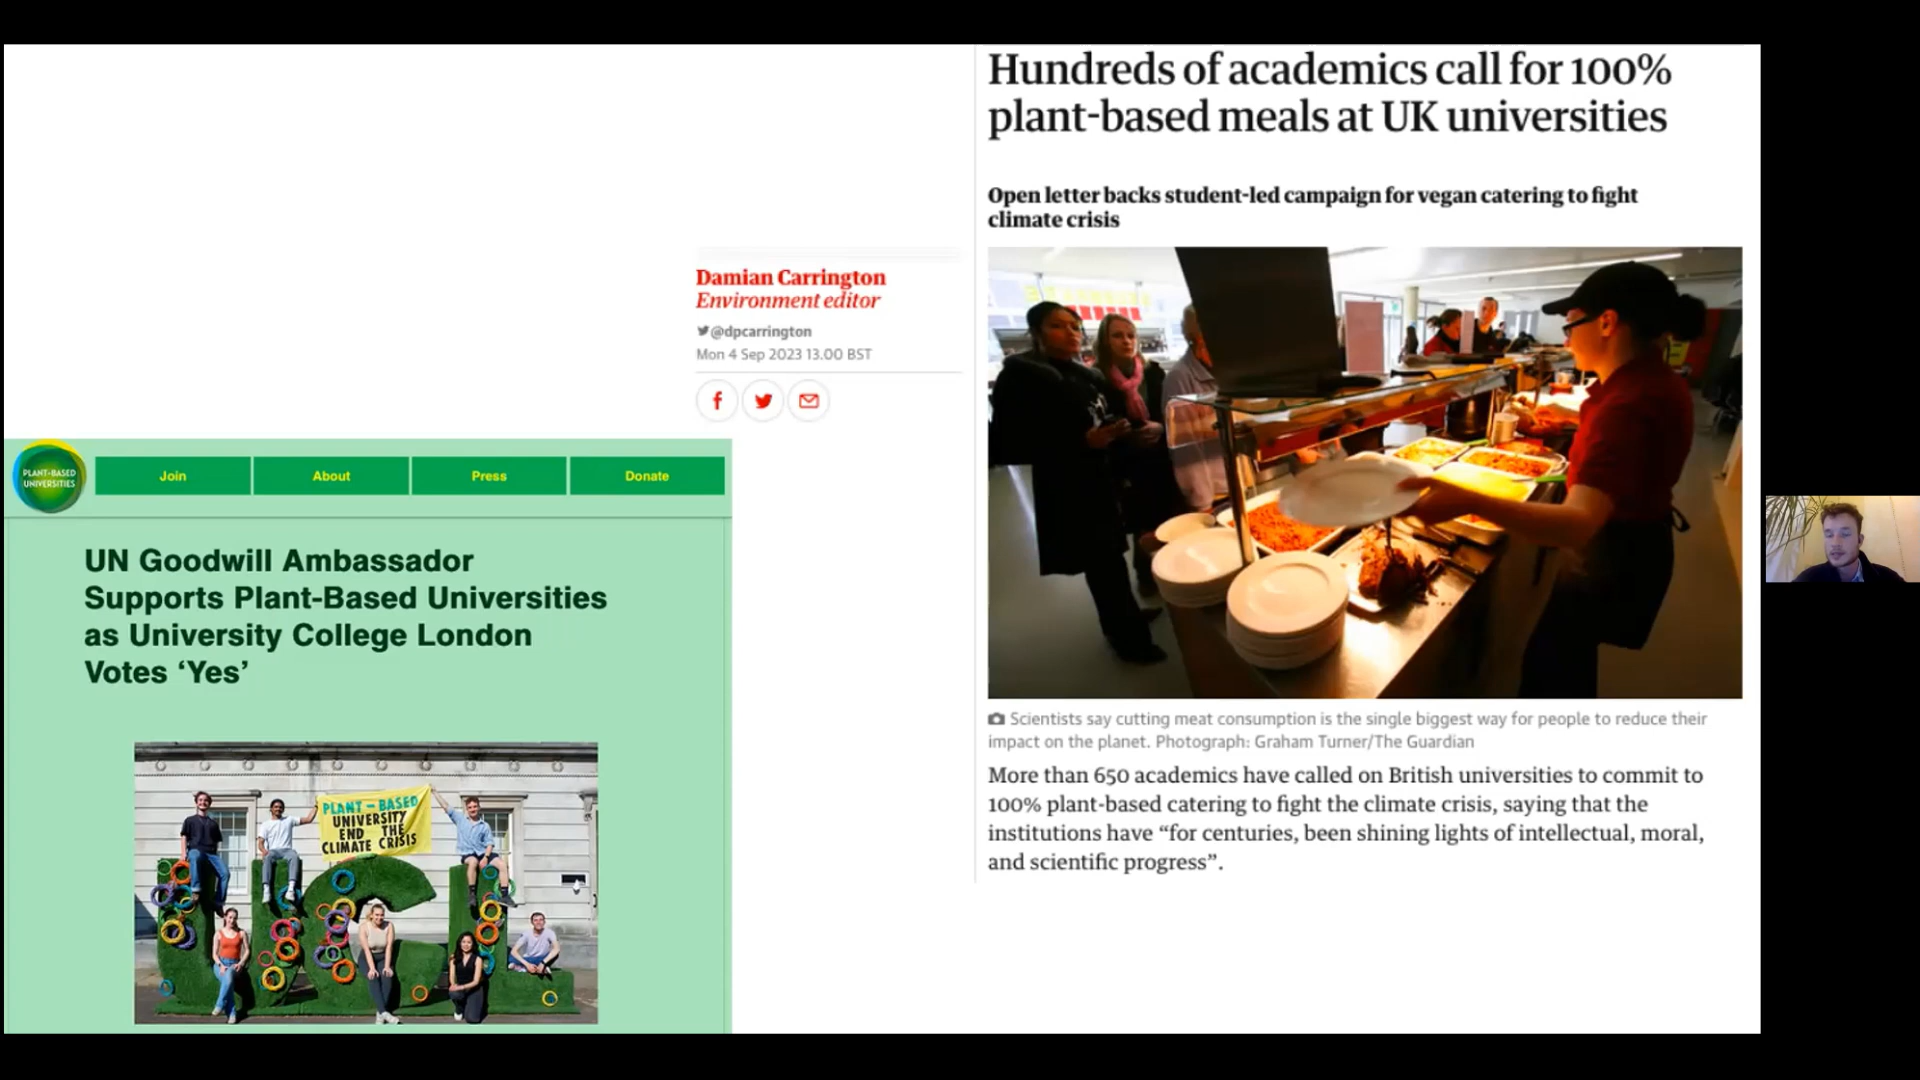 Hundreds of academics call for 100%
plant-based meals at UK universities
Open letter backs student-led campaign for vegan catering to fight
climate crisis
Damian Carrington
Environment editor
@dpcarrington
Mon 4 Sep 2023 13.00 BST
f
Scientists say cutting meat consumption is the single biggest way for people to reduce their
impact on the planet. Photograph: Graham Turner/The Guardian
More than 650 academics have called on British universities to commit to
100% plant-based catering to fight the climate crisis, saying that the
institutions have “for centuries, been shining lights of intellectual, moral,
and scientific progress”.
PLANT-BASED
UNIVERSITIES
Join
About
Press
Donate
UN Goodwill Ambassador
Supports Plant-Based Universities
as University College London
Votes ‘Yes’
PLANT-BASED
UNIVERSITY
END THE
CLIMATE CRISIS
UCL